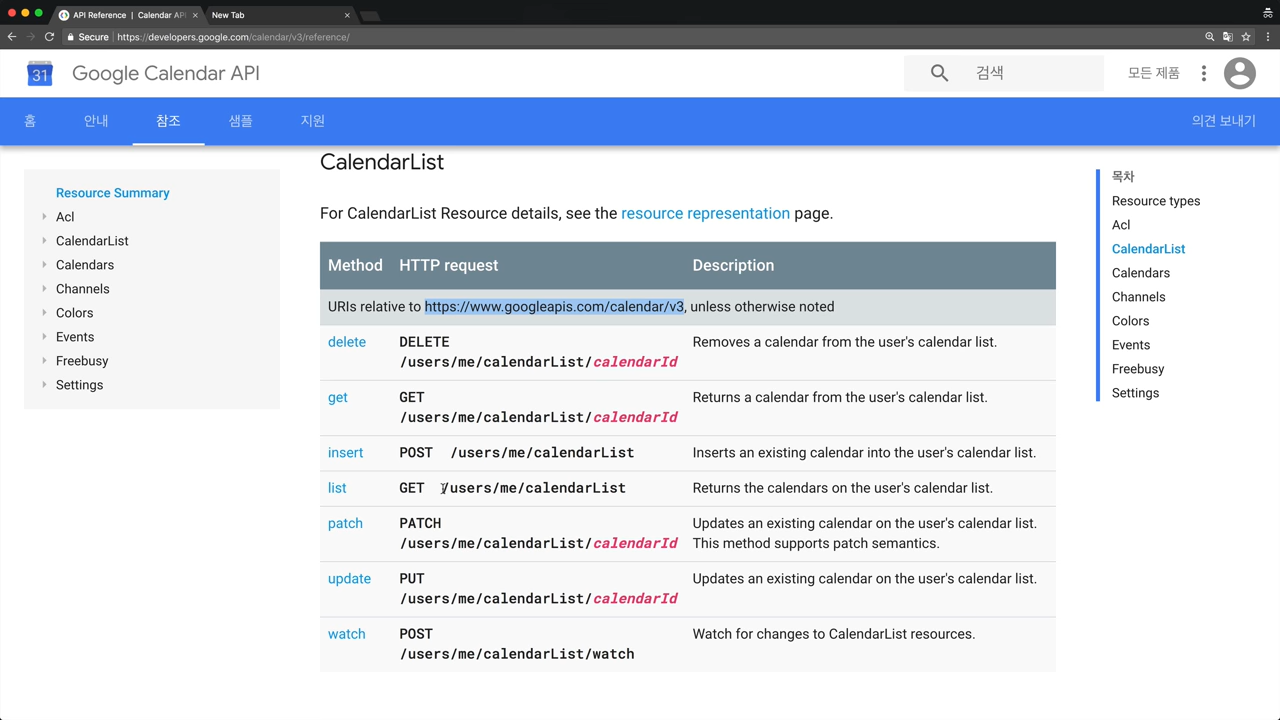 API Reference | Calendar API
New Tab
Secure https://developers.google.com/calendar/v3/reference/
31 Google Calendar API
검색
모든 제품
홈
안내
참조
샘플
지원
의견 보내기
Resource Summary
Acl
CalendarList
Calendars
Channels
Colors
Events
Freebusy
Settings
CalendarList
For CalendarList Resource details, see the resource representation page.
Method HTTP request Description
URIs relative to https://www.googleapis.com/calendar/v3, unless otherwise noted
delete DELETE Removes a calendar from the user's calendar list.
/users/me/calendarList/calendarId
get GET Returns a calendar from the user's calendar list.
/users/me/calendarList/calendarId
insert POST /users/me/calendarList Inserts an existing calendar into the user's calendar list.
list GET /users/me/calendarList Returns the calendars on the user's calendar list.
patch PATCH Updates an existing calendar on the user's calendar list.
/users/me/calendarList/calendarId This method supports patch semantics.
update PUT Updates an existing calendar on the user's calendar list.
/users/me/calendarList/calendarId
watch POST Watch for changes to CalendarList resources.
/users/me/calendarList/watch
목차
Resource types
Acl
CalendarList
Calendars
Channels
Colors
Events
Freebusy
Settings